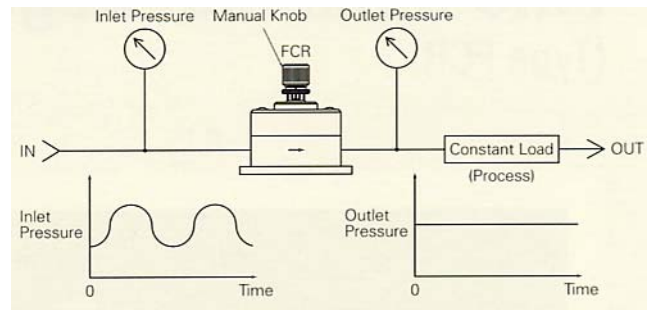 Inlet Pressure
Manual Knob
Outlet Pressure
FCR
IN
Constant Load
OUT
(Process)
Inlet
Pressure
0
Time
Outlet
Pressure
0
Time